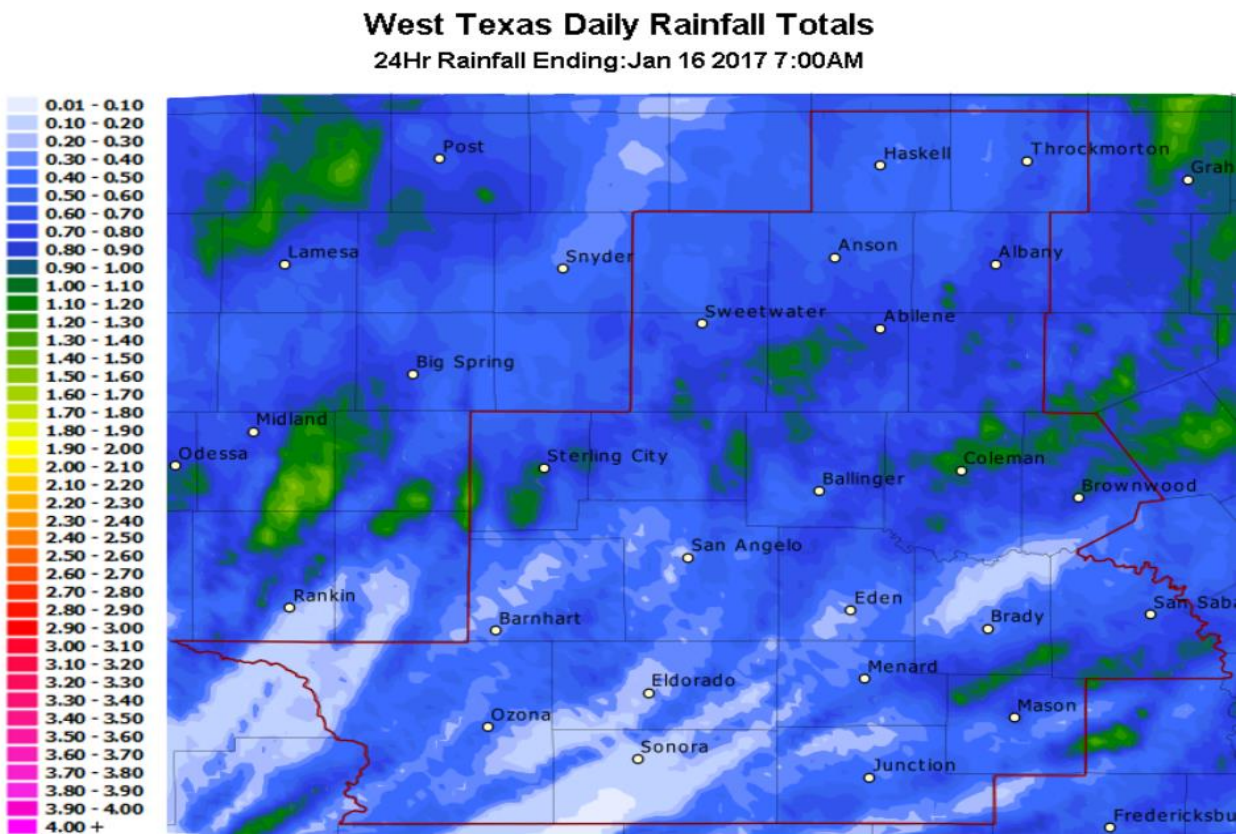 West Texas Daily Rainfall Totals
24Hr Rainfall Ending:Jan 16 2017 7:00AM
0.01 - 0.10
0.10 - 0.20
0.20 - 0.30
0.30 - 0.40
0.40 - 0.50
0.50 - 0.60
0.60 - 0.70
0.70 - 0.80
0.80 - 0.90
0.90 - 1.00
1.00 - 1.10
1.10 - 1.20
1.20 - 1.30
1.30 - 1.40
1.40 - 1.50
1.50 - 1.60
1.60 - 1.70
1.70 - 1.80
1.80 - 1.90
1.90 - 2.00
2.00 - 2.10
2.10 - 2.20
2.20 - 2.30
2.30 - 2.40
2.40 - 2.50
2.50 - 2.60
2.60 - 2.70
2.70 - 2.80
2.80 - 2.90
2.90 - 3.00
3.00 - 3.10
3.10 - 3.20
3.20 - 3.30
3.30 - 3.40
3.40 - 3.50
3.50 - 3.60
3.60 - 3.70
3.70 - 3.80
3.80 - 3.90
3.90 - 4.00
4.00 +
Post
Haskell
Throckmorton
Grah
Lamesa
Snyder
Anson
Albany
Sweetwater
Abilene
Big Spring
Midland
Odessa
Sterling City
Coleman
Ballinger
Brownwood
San Angelo
Rankin
Barnhart
Eden
Brady
San Saba
Eldorado
Menard
Ozona
Mason
Sonora
Junction
Fredericksbu